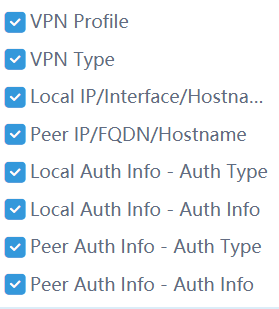 VPN Profile
VPN Type
Local IP/Interface/Hostna...
Peer IP/FQDN/Hostname
Local Auth Info - Auth Type
Local Auth Info - Auth Info
Peer Auth Info - Auth Type
Peer Auth Info - Auth Info